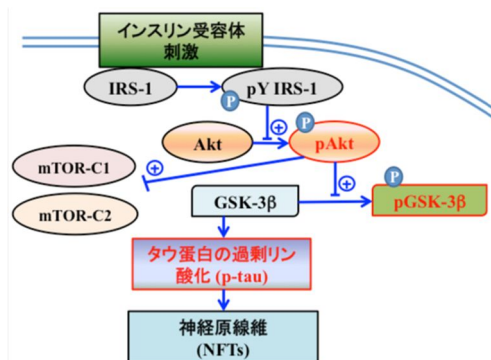 インスリン受容体
刺激
IRS-1
pY IRS-1
P
Akt
P
pAkt
mTOR-C1
mTOR-C2
GSK-3β
P
pGSK-3β
タウ蛋白の過剰リン
酸化 (p-tau)
神経原線維
(NFTs)